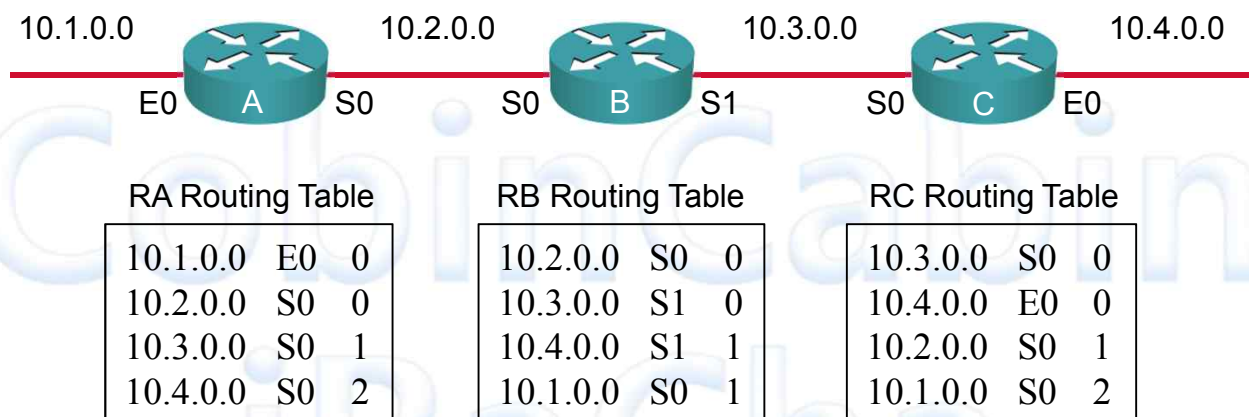 10.1.0.0 10.2.0.0 10.3.0.0 10.4.0.0
E0 A S0 S0 B S1 S0 C E0
CobinCabin
RA Routing Table RB Routing Table RC Routing Table
10.1.0.0 E0 0 10.2.0.0 S0 0 10.3.0.0 S0 0
10.2.0.0 S0 0 10.3.0.0 S1 0 10.4.0.0 E0 0
10.3.0.0 S0 1 10.4.0.0 S1 1 10.2.0.0 S0 1
10.4.0.0 S0 2 10.1.0.0 S0 1 10.1.0.0 S0 2